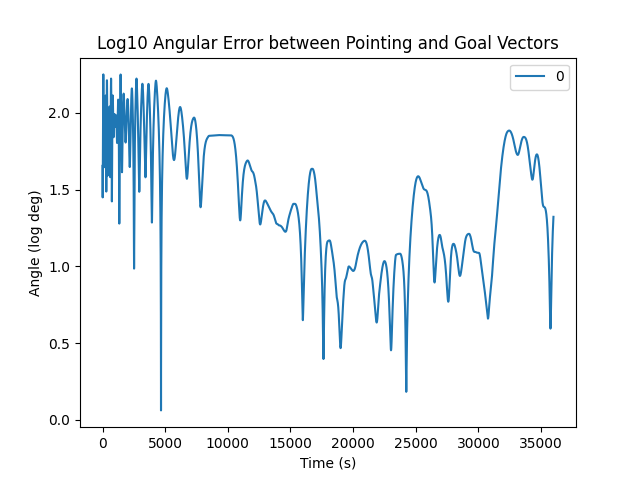 Log10 Angular Error between Pointing and Goal Vectors
0
2.0
1.5
1.0
0.5
0.0
Angle (log deg)
0 5000 10000 15000 20000 25000 30000 35000
Time (s)